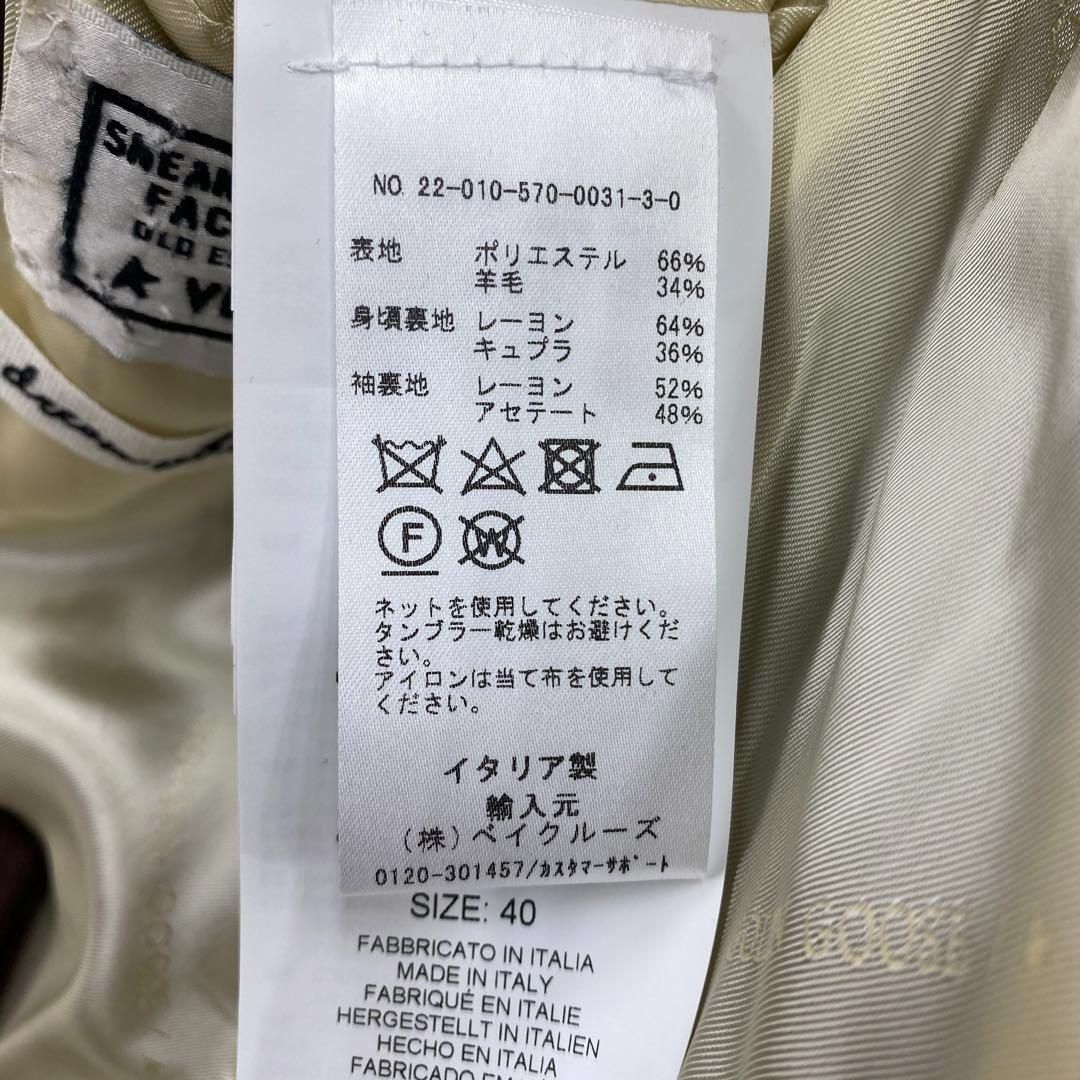 NO 22-010-570-0031-3-0
表地 ポリエステル 66%
羊毛 34%
身頃裏地 レーヨン 64%
キュプラ 36%
袖裏地 レーヨン 52%
アセテート 48%
F
W
ネットを使用してください。
タンブラー乾燥はお避けくだ
さい。
アイロンは当て布を使用して
ください。
イタリア製
輸入元
(株)ベイクルーズ
0120-301457/カスタマーサポート
SIZE: 40
FABBRICATO IN ITALIA
MADE IN ITALY
FABRIQUÉ EN ITALIE
HERGESTELLT IN ITALIEN
HECHO EN ITALIA
FABRICADO EM
FAC
OLD
GOOSE